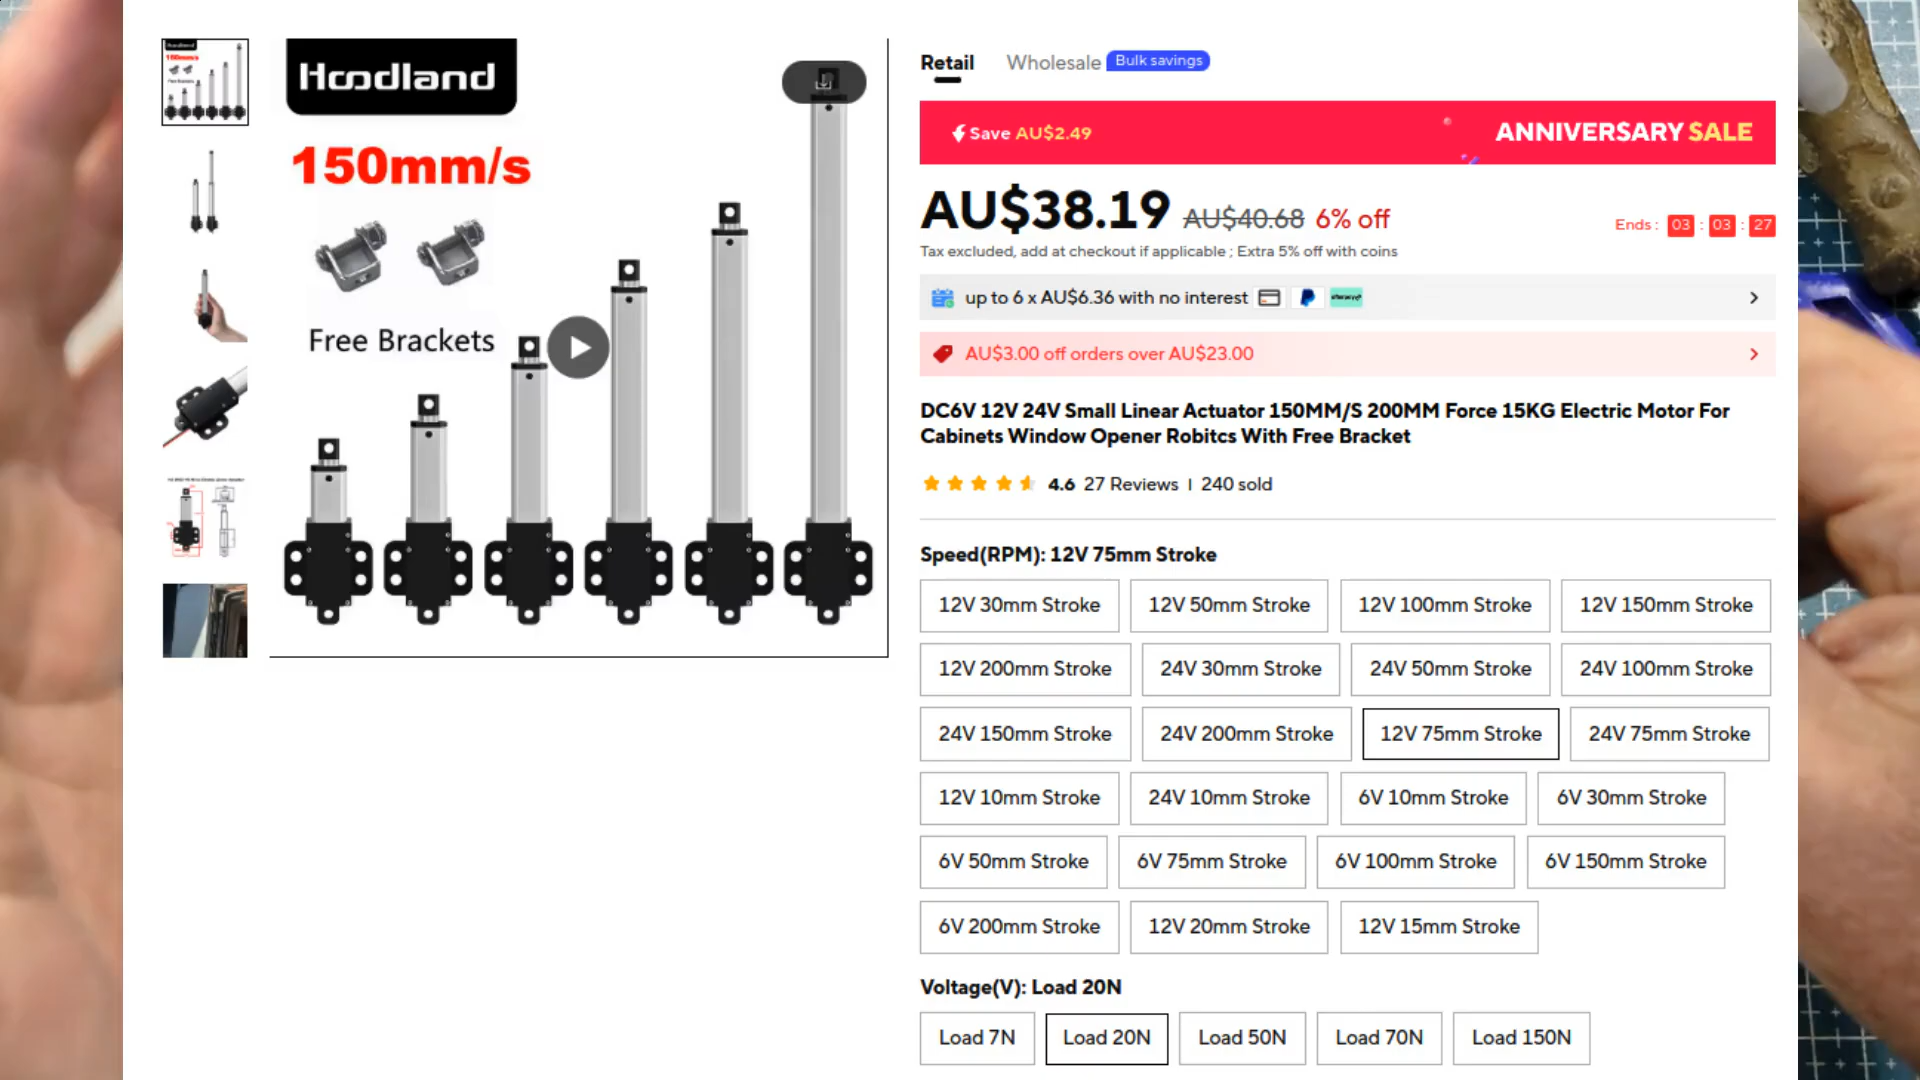 Hoodland
150mm/s
Free Brackets
Retail
Wholesale
Bulk savings
Save AU$2.49
ANNIVERSARY SALE
AU$38.19 AU$40.68 6% off
Ends : 03 : 03 : 27
Tax excluded, add at checkout if applicable ; Extra 5% off with coins
up to 6 x AU$6.36 with no interest
AU$3.00 off orders over AU$23.00
DC6V 12V 24V Small Linear Actuator 150MM/S 200MM Force 15KG Electric Motor For
Cabinets Window Opener Robitcs With Free Bracket
4.6 27 Reviews | 240 sold
Speed(RPM): 12V 75mm Stroke
12V 30mm Stroke 12V 50mm Stroke 12V 100mm Stroke 12V 150mm Stroke
12V 200mm Stroke 24V 30mm Stroke 24V 50mm Stroke 24V 100mm Stroke
24V 150mm Stroke 24V 200mm Stroke 12V 75mm Stroke 24V 75mm Stroke
12V 10mm Stroke 24V 10mm Stroke 6V 10mm Stroke 6V 30mm Stroke
6V 50mm Stroke 6V 75mm Stroke 6V 100mm Stroke 6V 150mm Stroke
6V 200mm Stroke 12V 20mm Stroke 12V 15mm Stroke
Voltage(V): Load 20N
Load 7N Load 20N Load 50N Load 70N Load 150N